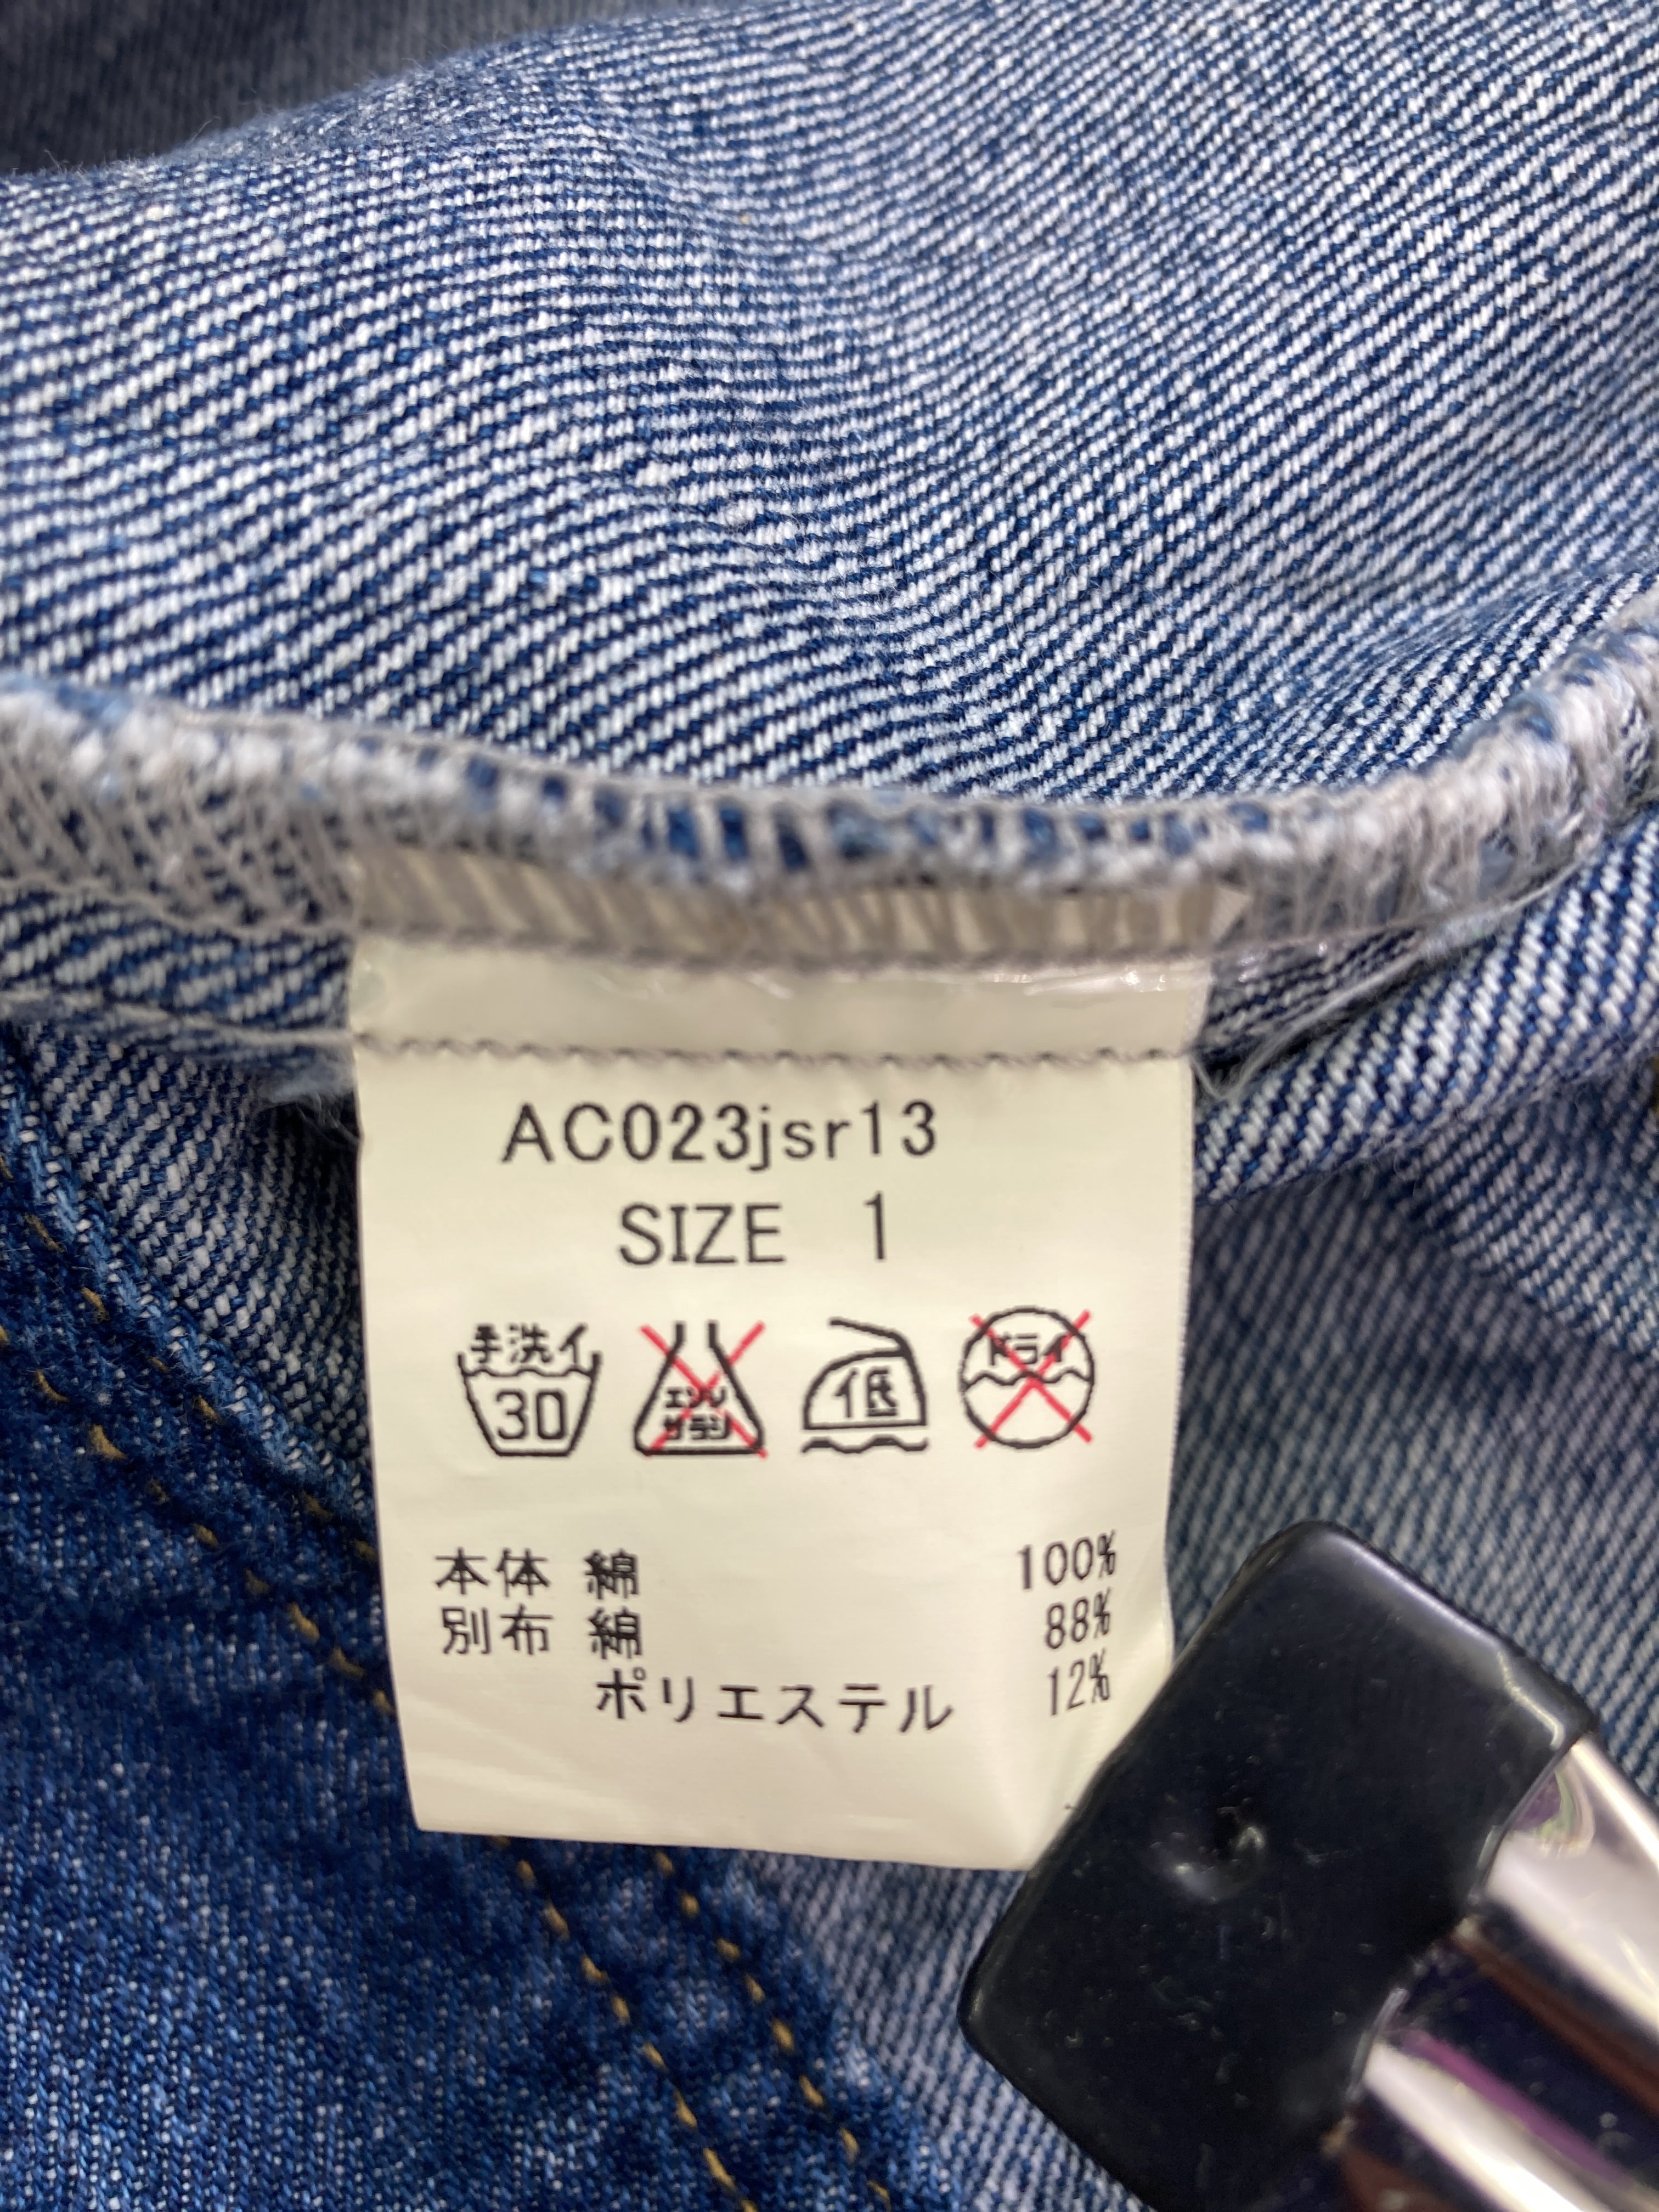 AC023jsr13
SIZE 1
手洗イ エンソ 低 ドライ
30 サラシ
本体 綿 100%
別布 綿 88%
ポリエステル 12%